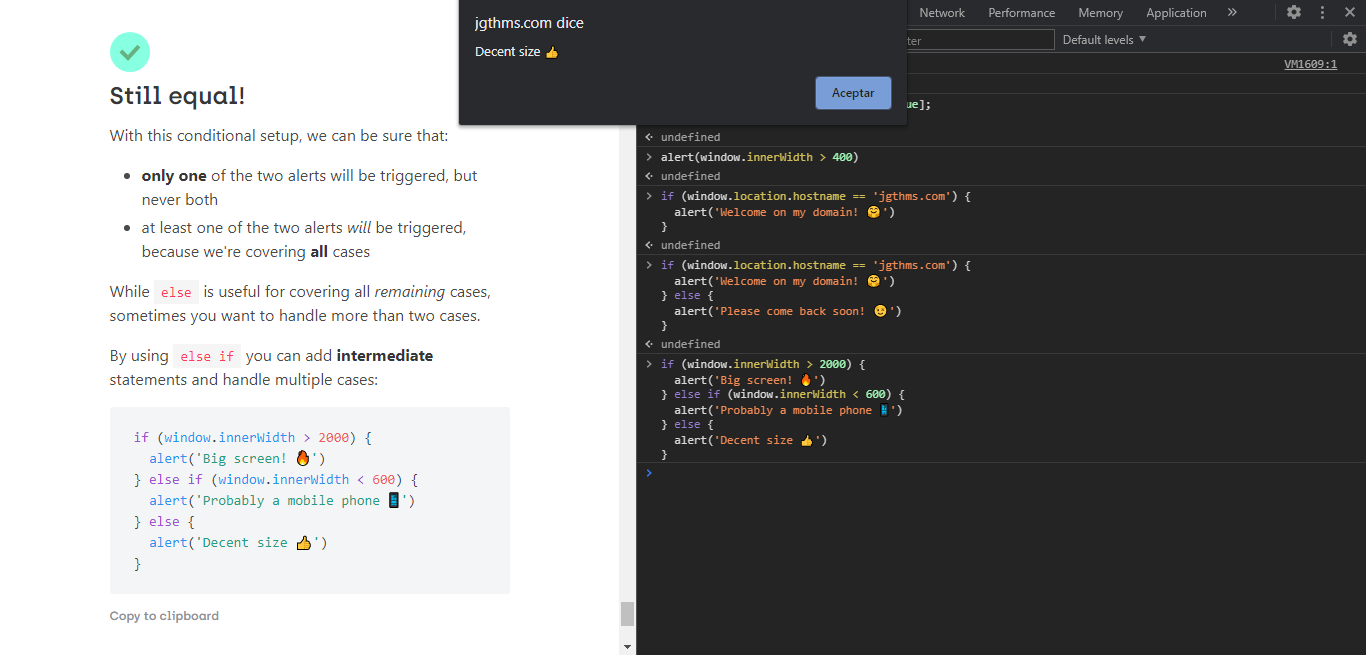 Still equal!
With this conditional setup, we can be sure that:
only one of the two alerts will be triggered, but
never both
at least one of the two alerts will be triggered,
because we're covering all cases
While else is useful for covering all remaining cases,
sometimes you want to handle more than two cases.
By using else if you can add intermediate
statements and handle multiple cases:
if (window.innerWidth > 2000) {
alert('Big screen! 🔥')
} else if (window.innerWidth < 600) {
alert('Probably a mobile phone 📱')
} else {
alert('Decent size 👍')
}
Copy to clipboard
jgthms.com dice
Decent size 👍
Aceptar
Network Performance Memory Application »
Default levels ▼
VM1609:1
ue];
undefined
> alert(window.innerWidth > 400)
undefined
> if (window.location.hostname == 'jgthms.com') {
alert('Welcome on my domain! 🤗')
}
undefined
> if (window.location.hostname == 'jgthms.com') {
alert('Welcome on my domain! 🤗')
} else {
alert('Please come back soon! 😉')
}
undefined
> if (window.innerWidth > 2000) {
alert('Big screen! 🔥')
} else if (window.innerWidth < 600) {
alert('Probably a mobile phone 📱')
} else {
alert('Decent size 👍')
}
>